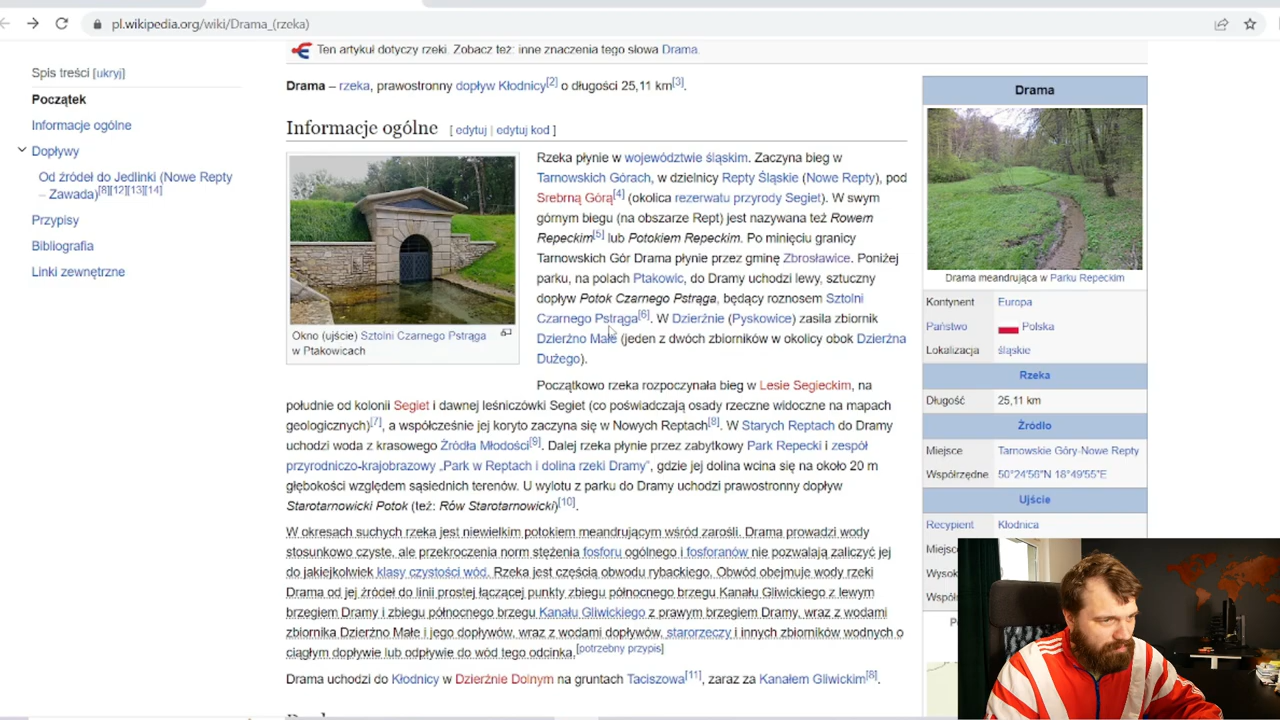 pl.wikipedia.org/wiki/Drama_(rzeka)
Ten artykuł dotyczy rzeki. Zobacz też: inne znaczenia tego słowa Drama.
Spis treści [ukryj]
Początek
Informacje ogólne
Dopływy
Od źródeł do Jedlinki (Nowe Repty
– Zawada)[8][12][13][14]
Przypisy
Bibliografia
Linki zewnętrzne
Drama – rzeka, prawostronny dopływ Kłodnicy[2] o długości 25,11 km[3].
Informacje ogólne [ edytuj | edytuj kod ]
Okno (ujście) Sztolni Czarnego Pstrąga
w Ptakowicach
Rzeka płynie w województwie śląskim. Zaczyna bieg w
Tarnowskich Górach, w dzielnicy Repty Śląskie (Nowe Repty), pod
Srebrną Górą[4] (okolica rezerwatu przyrody Segiet). W swym
górnym biegu (na obszarze Rept) jest nazywana też Rowem
Repeckim[5] lub Potokiem Repeckim. Po minięciu granicy
Tarnowskich Gór Drama płynie przez gminę Zbrosławice. Poniżej
parku, na polach Ptakowic, do Dramy uchodzi lewy, sztuczny
dopływ Potok Czarnego Pstrąga, będący roznosem Sztolni
Czarnego Pstrąga[6]. W Dzierżnie (Pyskowice) zasila zbiornik
Dzierżno Małe (jeden z dwóch zbiorników w okolicy obok Dzierżna
Dużego).
Początkowo rzeka rozpoczynała bieg w Lesie Segieckim, na
południe od kolonii Segiet i dawnej leśniczówki Segiet (co poświadczają osady rzeczne widoczne na mapach
geologicznych)[7], a współcześnie jej koryto zaczyna się w Nowych Reptach[8]. W Starych Reptach do Dramy
uchodzi woda z krasowego Źródła Młodości[9]. Dalej rzeka płynie przez zabytkowy Park Repecki i zespół
przyrodniczo-krajobrazowy „Park w Reptach i dolina rzeki Dramy”, gdzie jej dolina wcina się na około 20 m
głębokości względem sąsiednich terenów. U wylotu z parku do Dramy uchodzi prawostronny dopływ
Starotarnowicki Potok (też: Rów Starotarnowicki)[10].
W okresach suchych rzeka jest niewielkim potokiem meandrującym wśród zarośli. Drama prowadzi wody
stosunkowo czyste, ale przekroczenia norm stężenia fosforu ogólnego i fosforanów nie pozwalają zaliczyć jej
do jakiejkolwiek klasy czystości wód. Rzeka jest częścią obwodu rybackiego. Obwód obejmuje wody rzeki
Drama od jej źródeł do linii prostej łączącej punkty zbiegu północnego brzegu Kanału Gliwickiego z lewym
brzegiem Dramy i zbiegu północnego brzegu Kanału Gliwickiego z prawym brzegiem Dramy, wraz z wodami
zbiornika Dzierżno Małe i jego dopływów, wraz z wodami dopływów, starorzeczy i innych zbiorników wodnych o
ciągłym dopływie lub odpływie do wód tego odcinka.[potrzebny przypis]
Drama uchodzi do Kłodnicy w Dzierżnie Dolnym na gruntach Taciszowa[11], zaraz za Kanałem Gliwickim[8].
Drama
Drama meandrująca w Parku Repeckim
Kontynent Europa
Państwo Polska
Lokalizacja śląskie
Rzeka
Długość 25,11 km
Źródło
Miejsce Tarnowskie Góry-Nowe Repty
Współrzędne 50°24′56″N 18°49′55″E
Ujście
Recypient Kłodnica